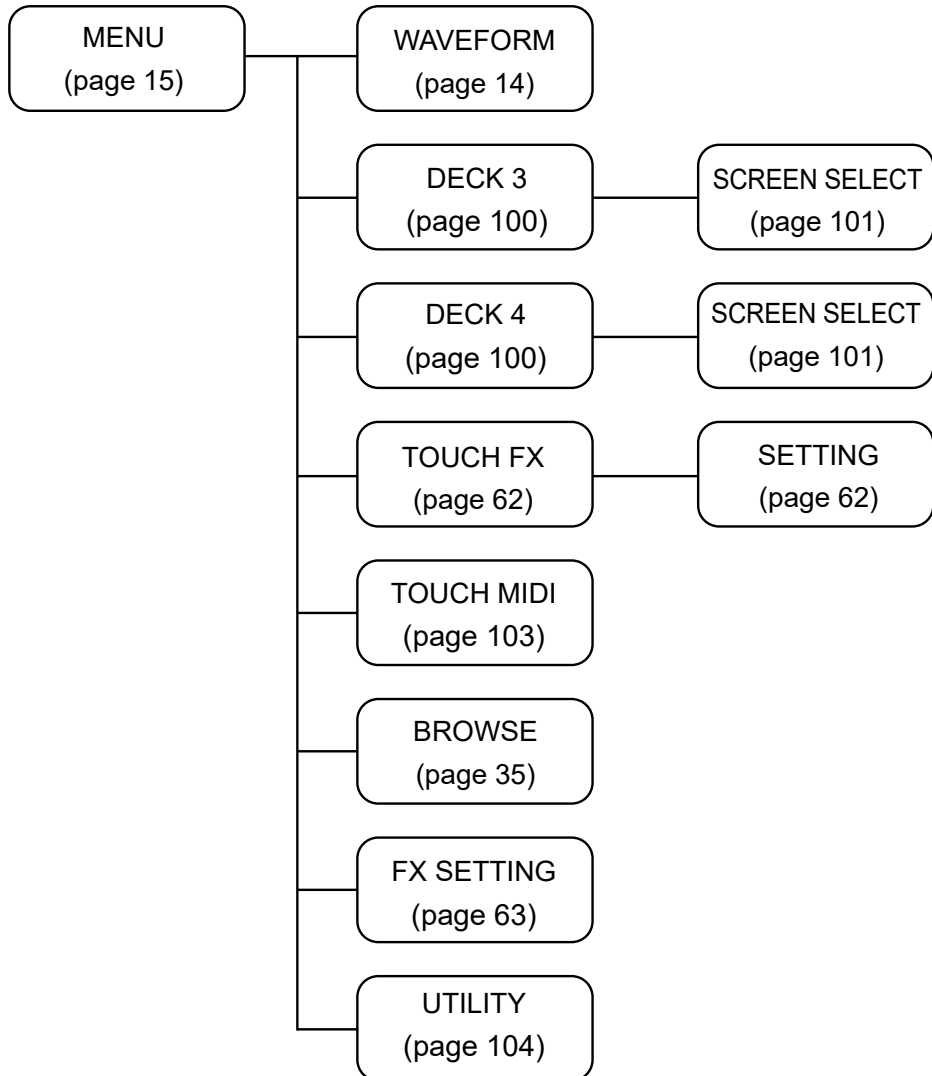 MENU
(page 15)
WAVEFORM
(page 14)
DECK 3
(page 100)
SCREEN SELECT
(page 101)
DECK 4
(page 100)
SCREEN SELECT
(page 101)
TOUCH FX
(page 62)
SETTING
(page 62)
TOUCH MIDI
(page 103)
BROWSE
(page 35)
FX SETTING
(page 63)
UTILITY
(page 104)